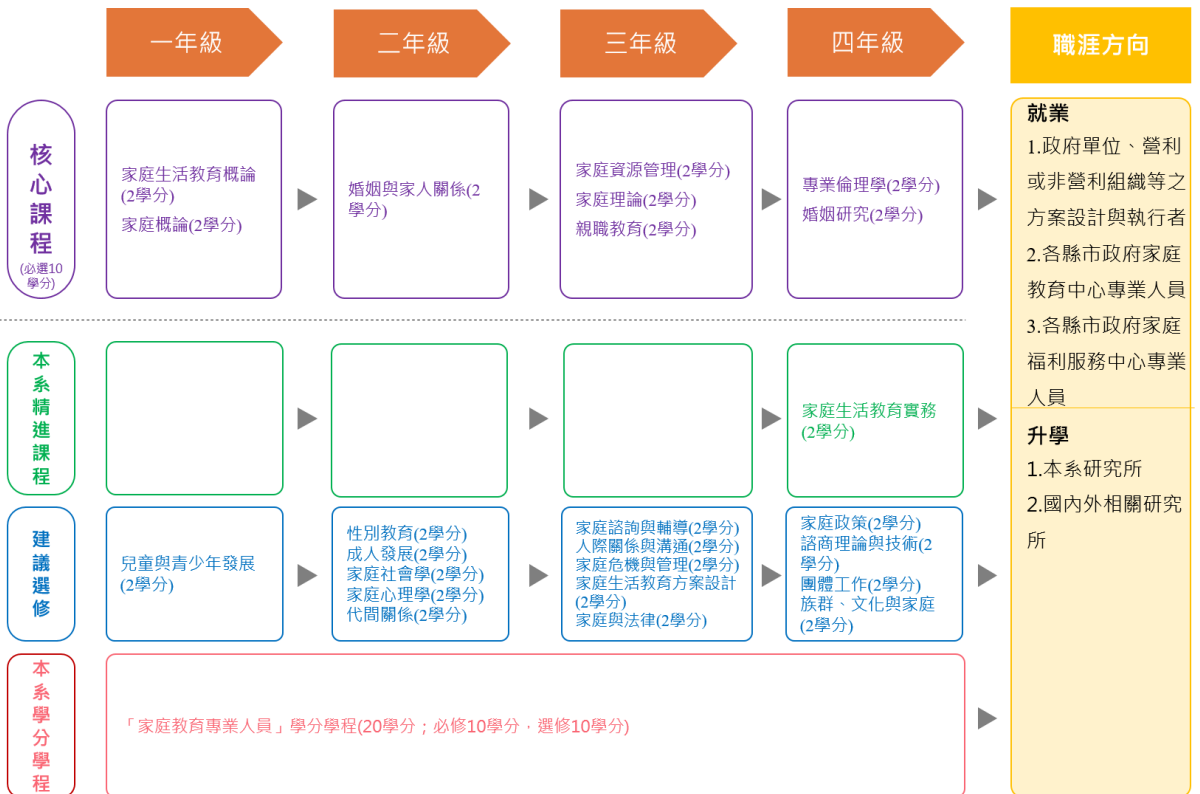 一年級
二年級
三年級
四年級
職涯方向
核
心
課
程
(必選10
學分)
家庭生活教育概論
(2學分)
家庭概論(2學分)
婚姻與家人關係(2
學分)
家庭資源管理(2學分)
家庭理論(2學分)
親職教育(2學分)
專業倫理學(2學分)
婚姻研究(2學分)
就業
1.政府單位、營利
或非營利組織等之
方案設計與執行者
2.各縣市政府家庭
教育中心專業人員
3.各縣市政府家庭
福利服務中心專業
人員
本
系
精
進
課
程
家庭生活教育實務
(2學分)
升學
1.本系研究所
2.國內外相關研究
所
建
議
選
修
兒童與青少年發展
(2學分)
性別教育(2學分)
成人發展(2學分)
家庭社會學(2學分)
家庭心理學(2學分)
代間關係(2學分)
家庭諮詢與輔導(2學分)
人際關係與溝通(2學分)
家庭危機與管理(2學分)
家庭生活教育方案設計
(2學分)
家庭與法律(2學分)
家庭政策(2學分)
諮商理論與技術(2
學分)
團體工作(2學分)
族群、文化與家庭
(2學分)
本
系
學
分
學
程
「家庭教育專業人員」學分學程(20學分；必修10學分，選修10學分)